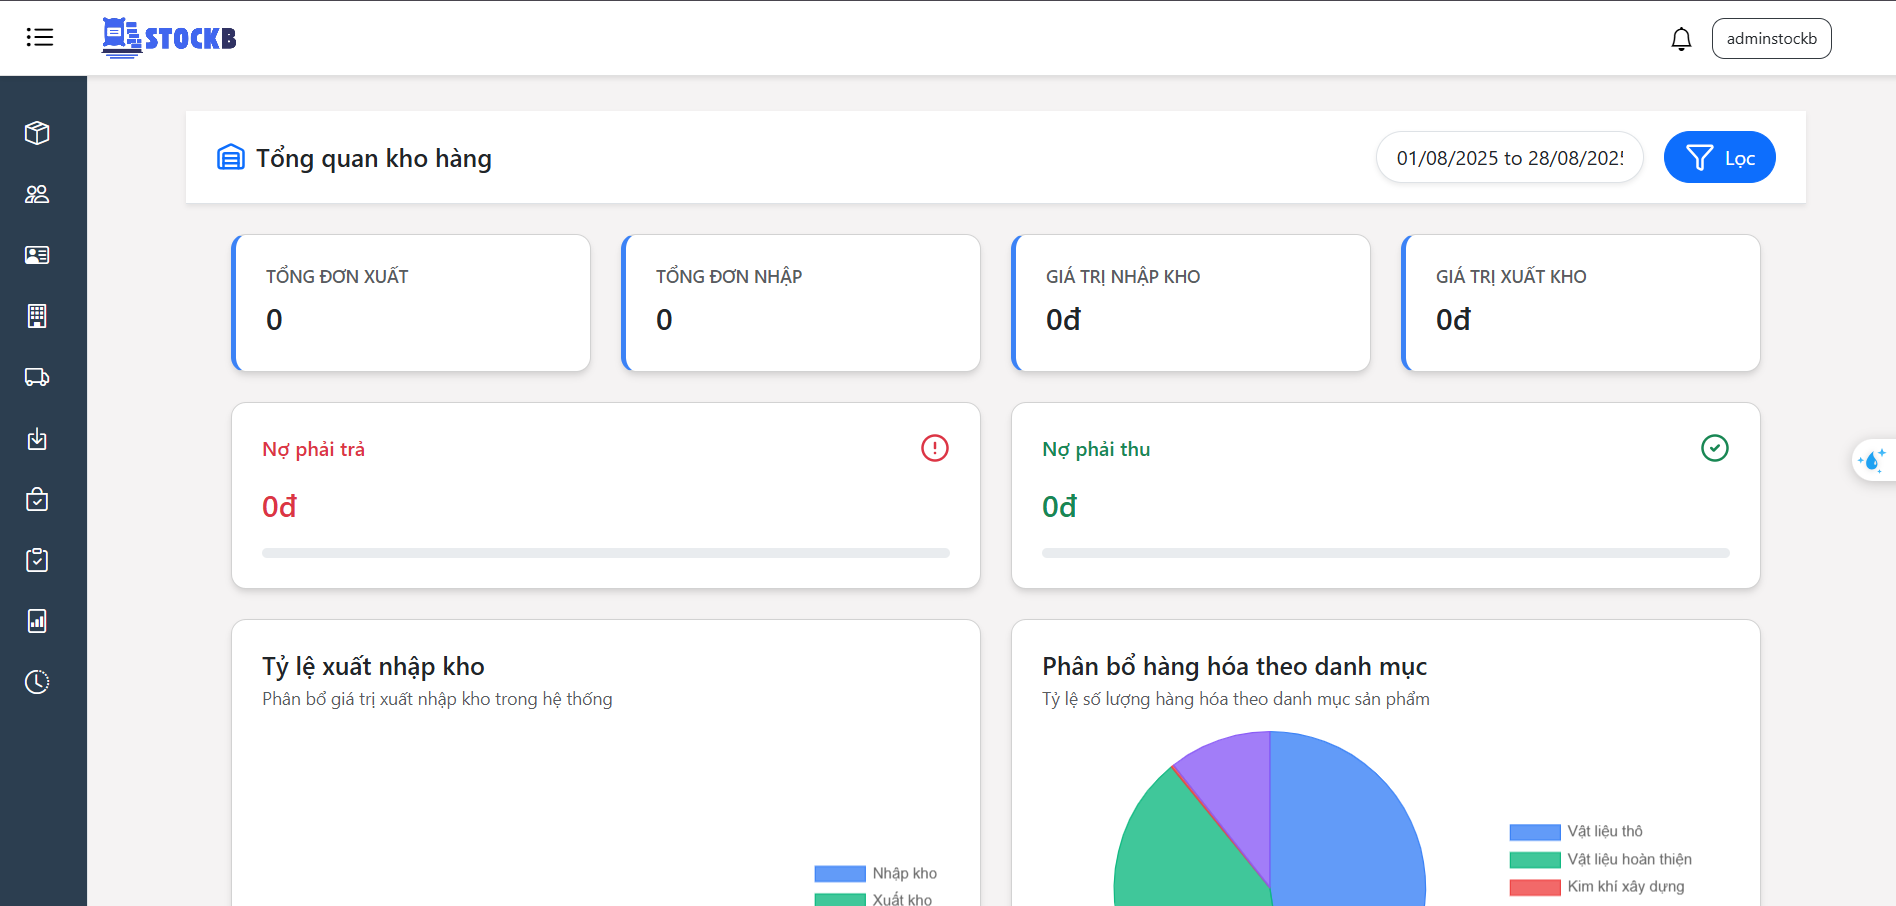 STOCKB
adminstockb
Tổng quan kho hàng
01/08/2025 to 28/08/2025
Lọc
TỔNG ĐƠN XUẤT
0
TỔNG ĐƠN NHẬP
0
GIÁ TRỊ NHẬP KHO
0đ
GIÁ TRỊ XUẤT KHO
0đ
Nợ phải trả
0đ
Nợ phải thu
0đ
Tỷ lệ xuất nhập kho
Phân bổ giá trị xuất nhập kho trong hệ thống
Nhập kho
Xuất kho
Phân bổ hàng hóa theo danh mục
Tỷ lệ số lượng hàng hóa theo danh mục sản phẩm
Vật liệu thô
Vật liệu hoàn thiện
Kim khí xây dựng